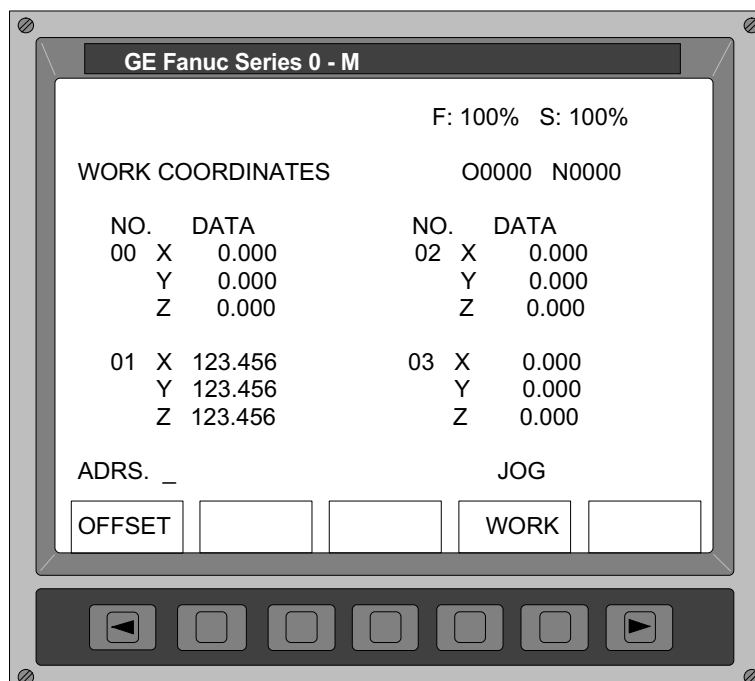 GE Fanuc Series 0 - M
F: 100% S: 100%
WORK COORDINATES O0000 N0000
NO. DATA NO. DATA
00 X 0.000 02 X 0.000
Y 0.000 Y 0.000
Z 0.000 Z 0.000
01 X 123.456 03 X 0.000
Y 123.456 Y 0.000
Z 123.456 Z 0.000
ADRS. _ JOG
OFFSET WORK